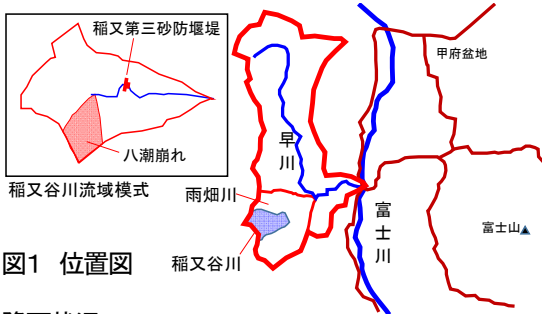 稲又第三砂防堰堤
八潮崩れ
稲又谷川流域模式
図1 位置図
甲府盆地
早川
雨畑川
稲又谷川
富士川
富士山